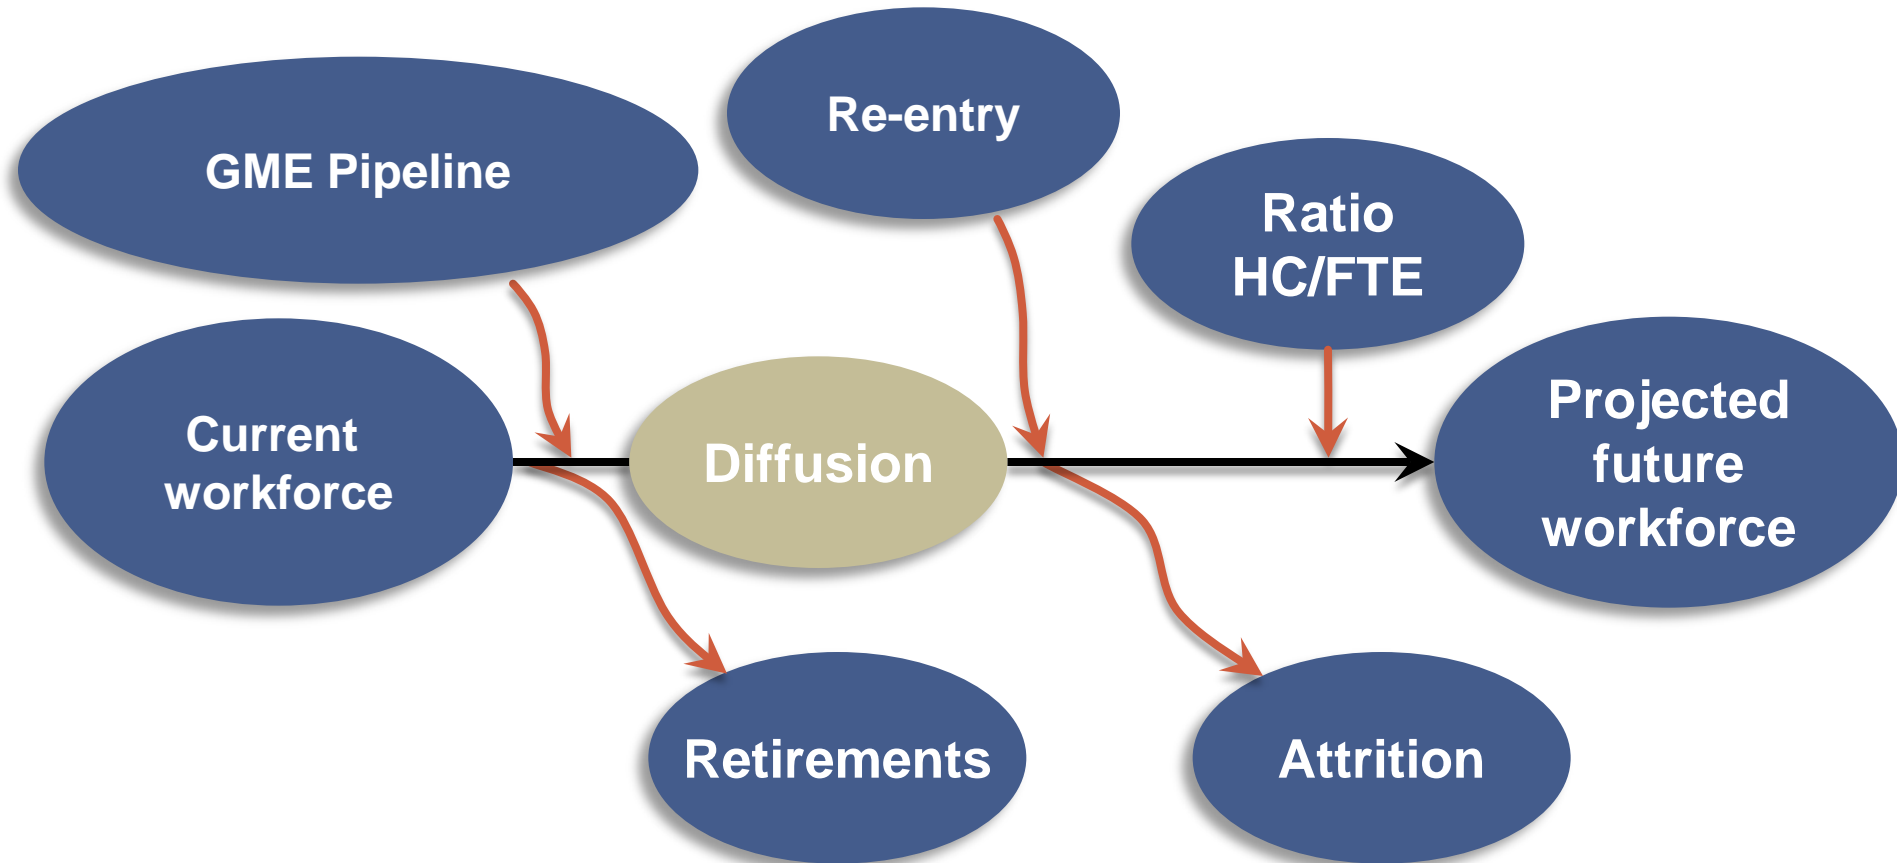 GME Pipeline
Re-entry
Ratio
HC/FTE
Current
workforce
Diffusion
Projected
future
workforce
Retirements
Attrition